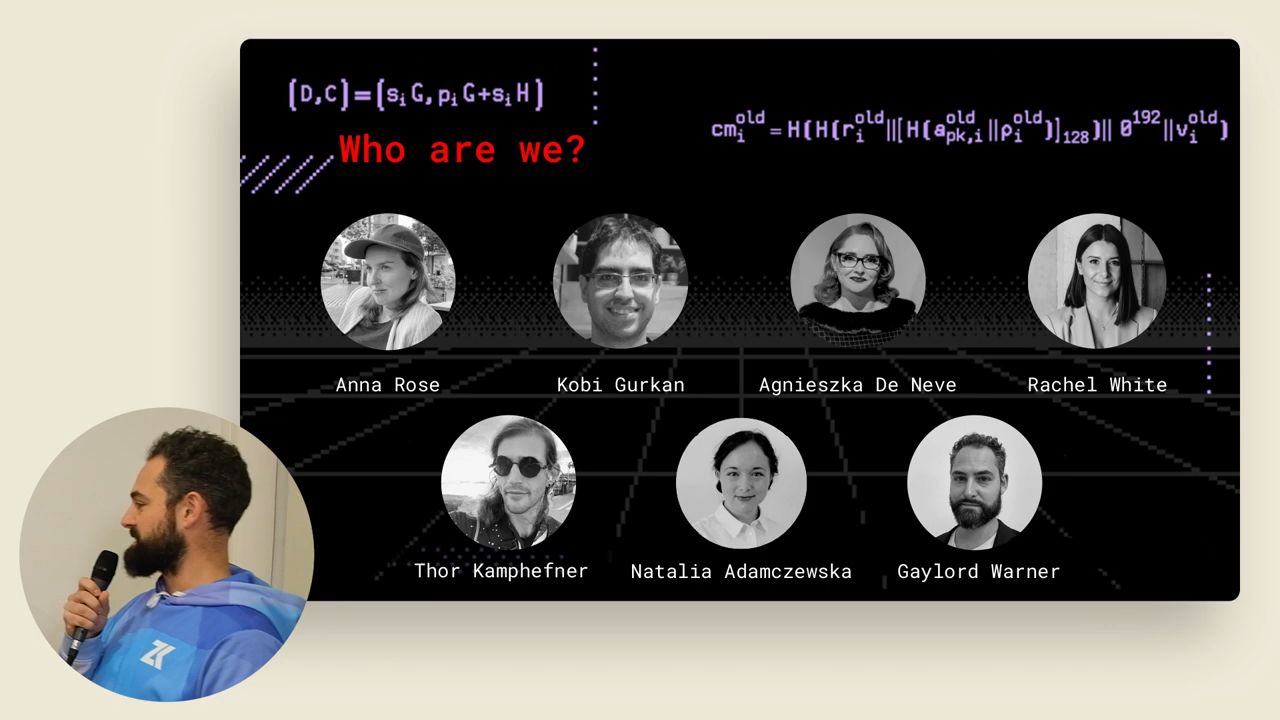 [D,C]=[sᵢG,pᵢG+sᵢH]
cmᵢᵒˡᵈ=H(H(rᵢᵒˡᵈ||[H(aₚₖ,ᵢᵒˡᵈ||ρᵢᵒˡᵈ)]₁₂₈)||0¹⁹²||vᵢᵒˡᵈ)
Who are we?
Anna Rose
Kobi Gurkan
Agnieszka De Neve
Rachel White
Thor Kamphefner
Natalia Adamczewska
Gaylord Warner
ZK